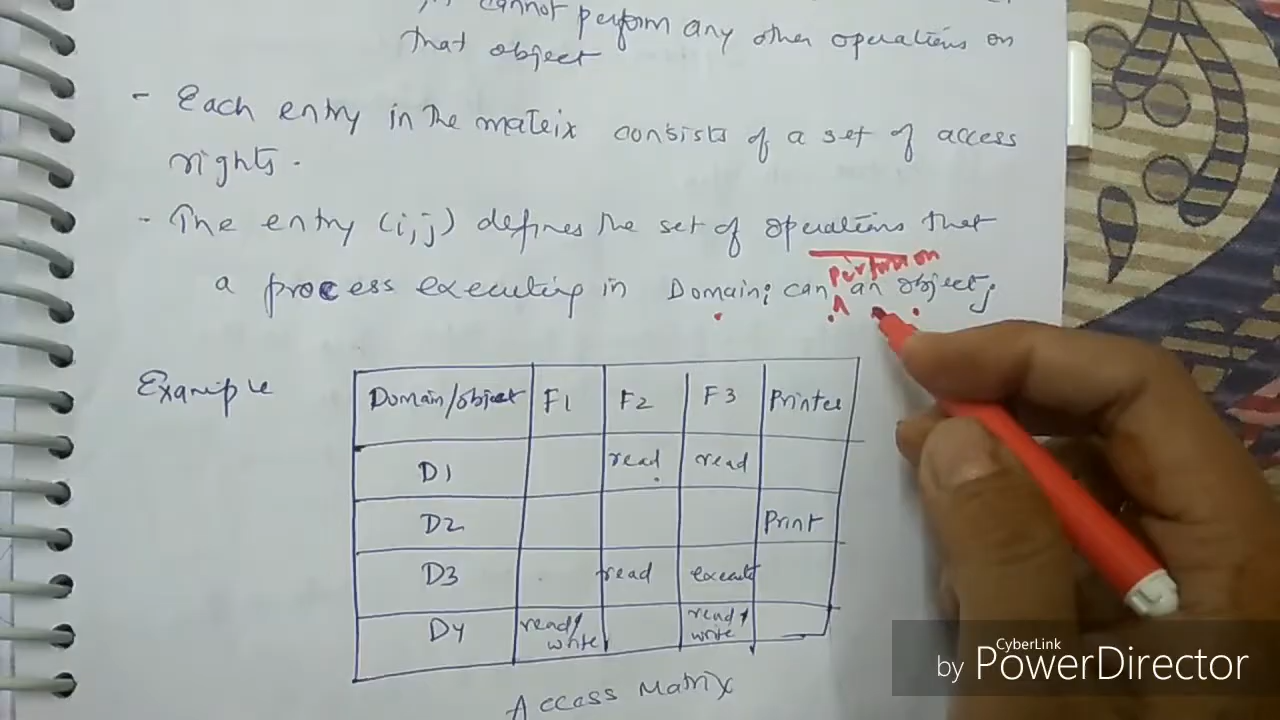 cannot perform any other operations on
that object
- Each entry in the matrix consists of a set of access
rights.
- The entry (i,j) defines the set of operations that
perform on
a process executing in Domain i can ∧ an object j
Example
Domain/object F1 F2 F3 Printer
D1 read read
D2 Print
D3 read execute
D4 read/write read/write
Access Matrix
CyberLink
by PowerDirector